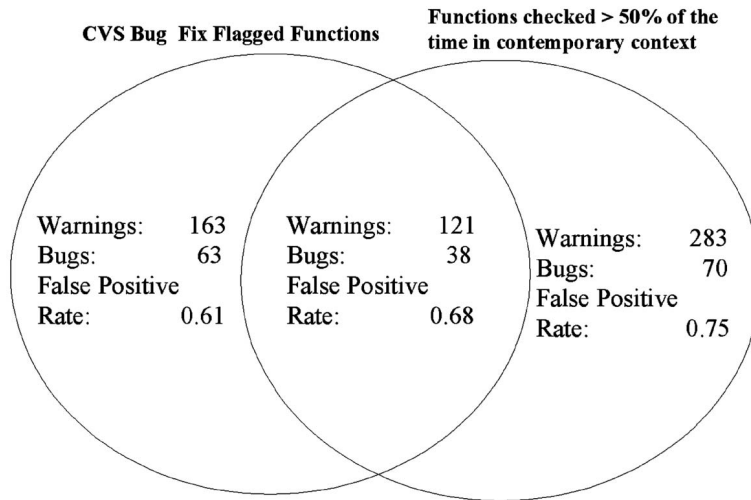 CVS Bug Fix Flagged Functions
Functions checked > 50% of the
time in contemporary context
Warnings: 163
Bugs: 63
False Positive
Rate: 0.61
Warnings: 121
Bugs: 38
False Positive
Rate: 0.68
Warnings: 283
Bugs: 70
False Positive
Rate: 0.75